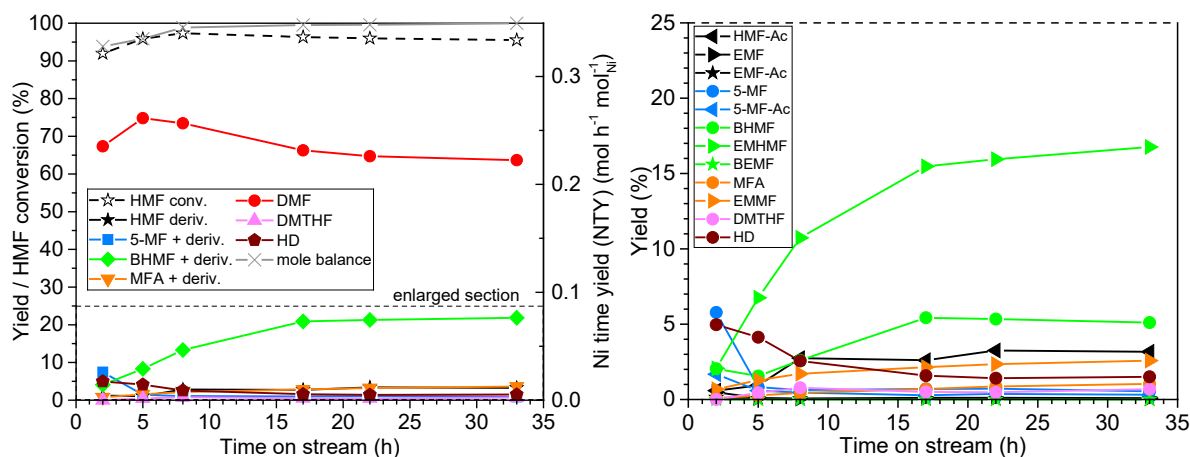 100
90
80
70
60
50
40
30
20
10
0
Yield / HMF conversion (%)
HMF conv.
HMF deriv.
5-MF + deriv.
BHMF + deriv.
MFA + deriv.
DMF
DMTHF
HD
mole balance
enlarged section
0 5 10 15 20 25 30 35
Time on stream (h)
0.3
0.2
0.1
0.0
Ni time yield (NTY) (mol h⁻¹ mol⁻¹Ni)
25
20
15
10
5
0
Yield (%)
HMF-Ac
EMF
EMF-Ac
5-MF
5-MF-Ac
BHMF
EMHMF
BEMF
MFA
EMMF
DMTHF
HD
0 5 10 15 20 25 30 35
Time on stream (h)